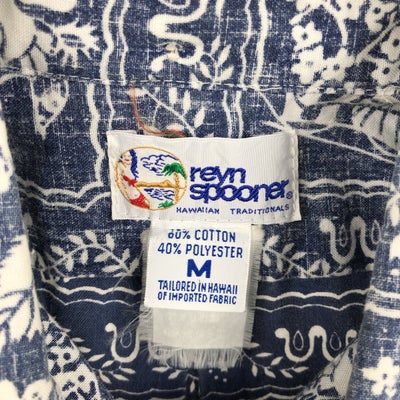 reyn
spooner®
HAWAIIAN TRADITIONALS
60% COTTON
40% POLYESTER
M
TAILORED IN HAWAII
OF IMPORTED FABRIC